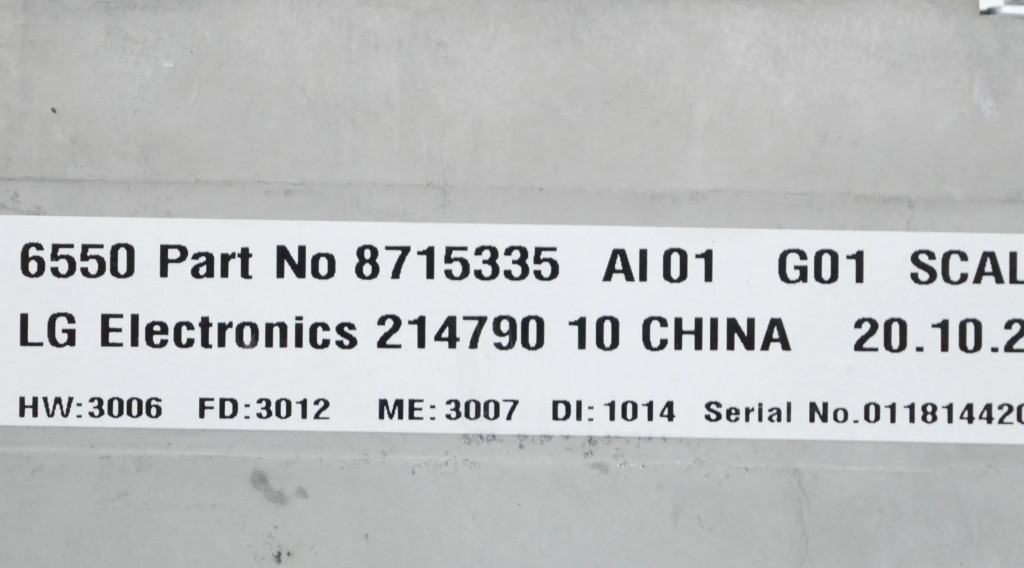 6550 Part No 8715335 AI 01 G01 SCAL
LG Electronics 214790 10 CHINA 20.10.2
HW:3006 FD:3012 ME:3007 DI:1014 Serial No.011814420